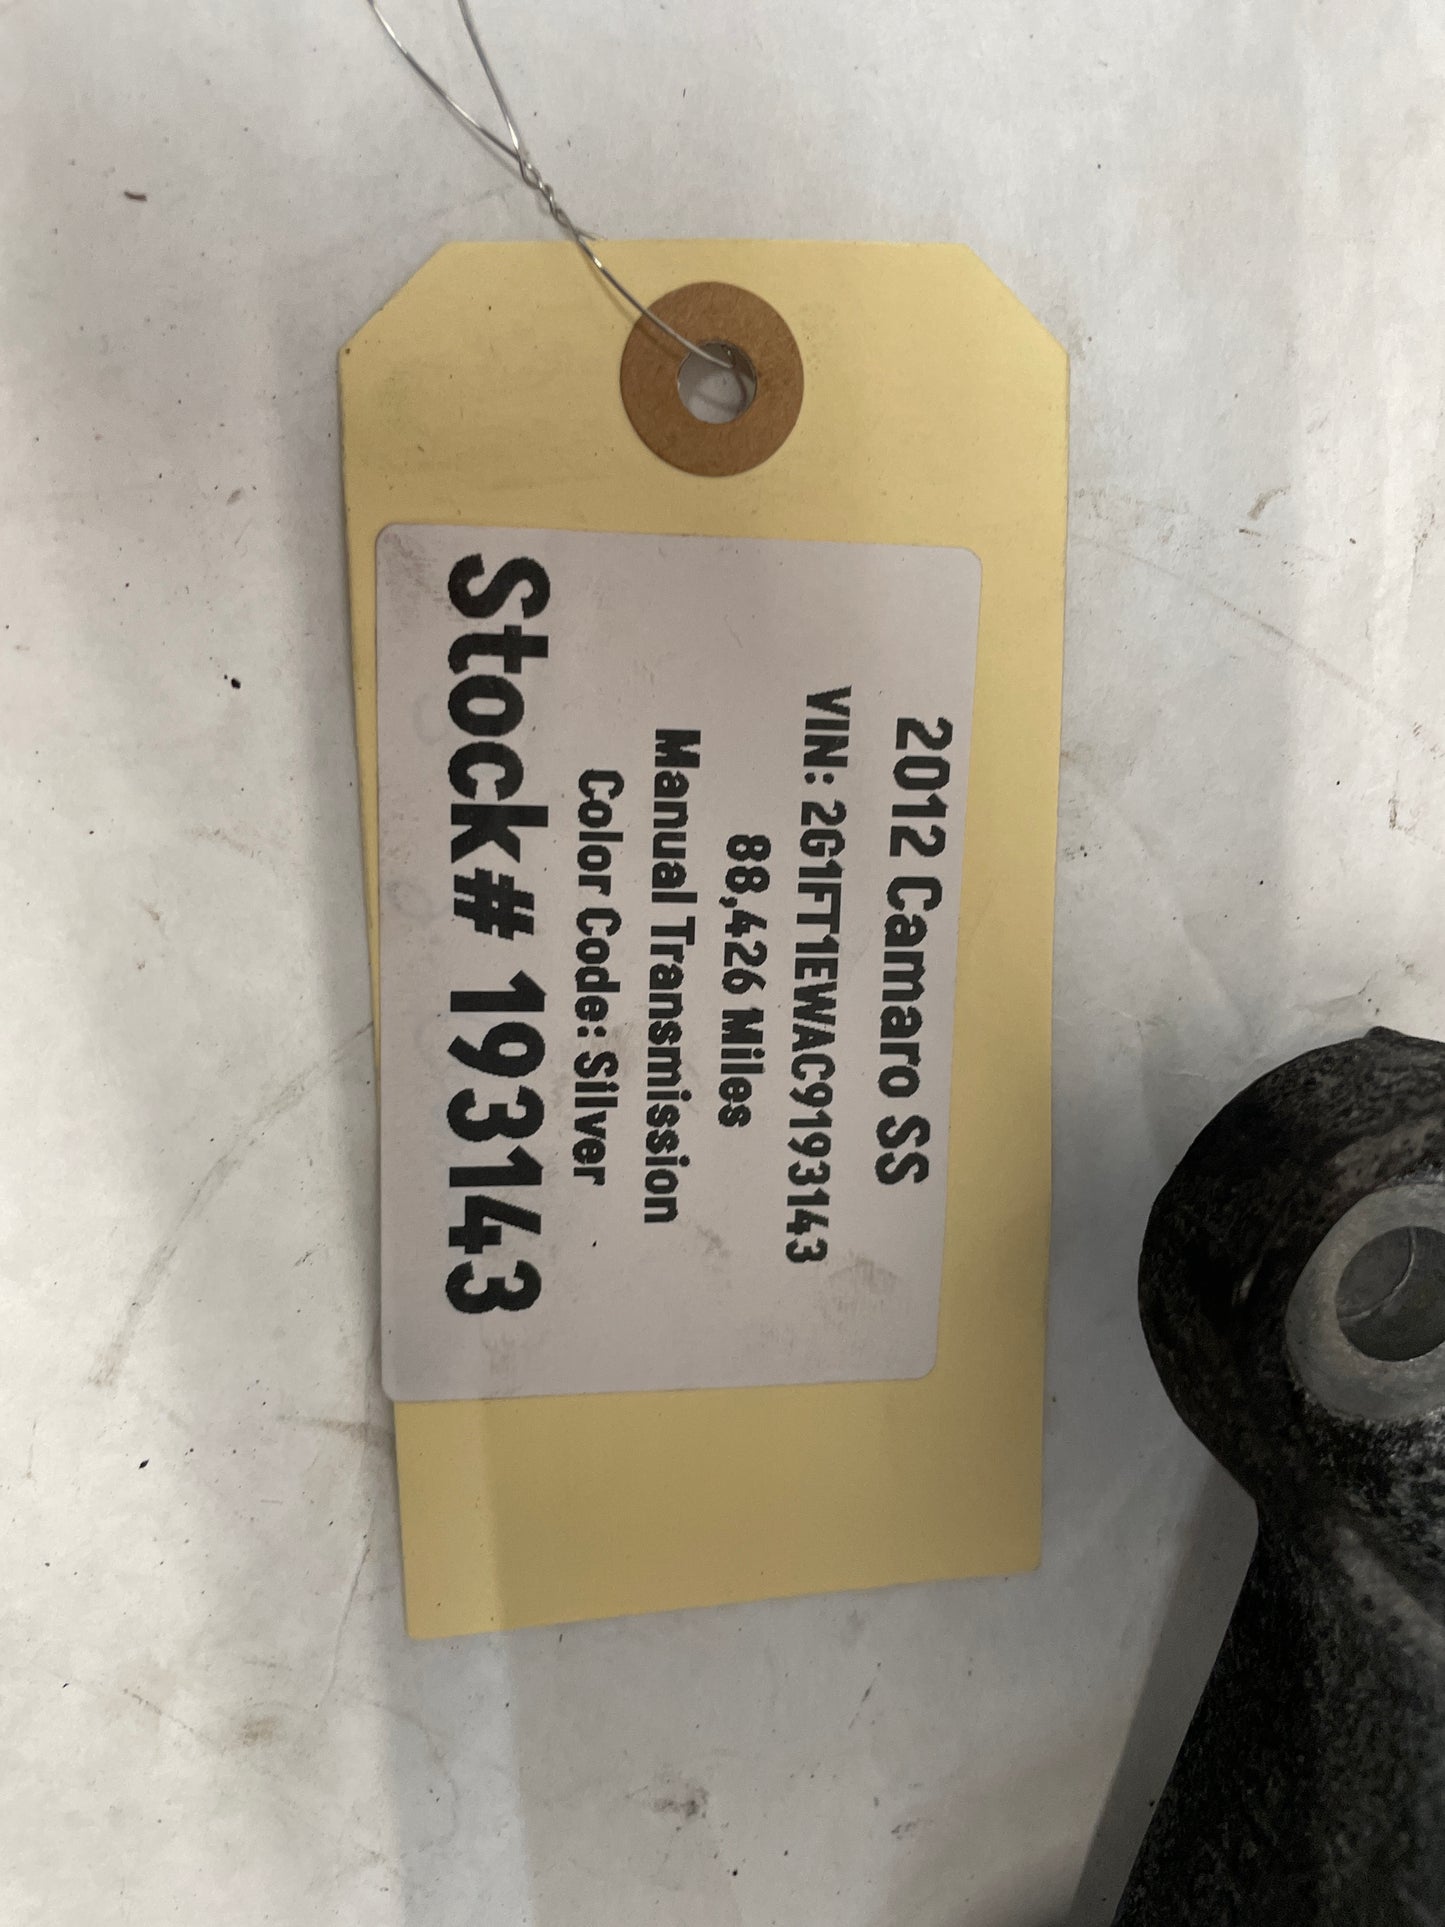 2012 Camaro SS
VIN: 2G1FT1EWAC9193143
88,426 Miles
Manual Transmission
Color Code: Silver
Stock# 193143